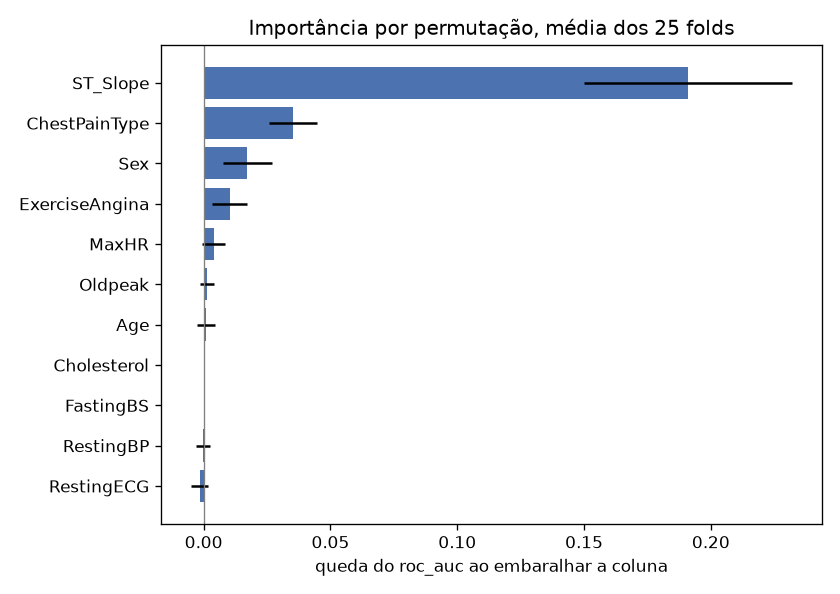 Importância por permutação, média dos 25 folds
ST_Slope
ChestPainType
Sex
ExerciseAngina
MaxHR
Oldpeak
Age
Cholesterol
FastingBS
RestingBP
RestingECG
0.00 0.05 0.10 0.15 0.20
queda do roc_auc ao embaralhar a coluna